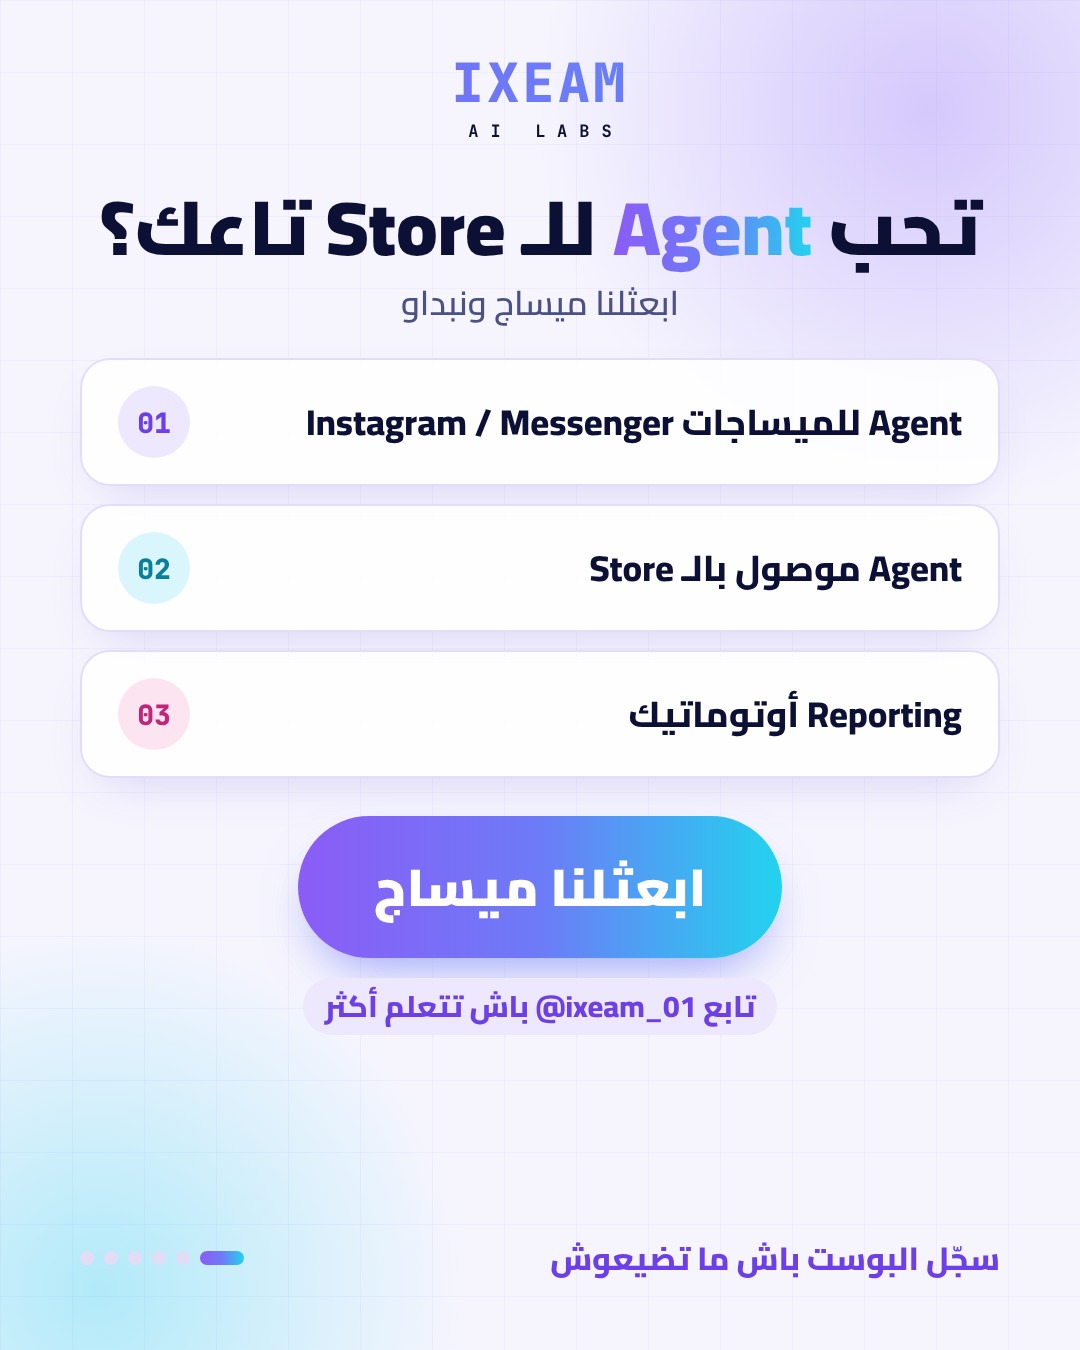 IXEAM
AI LABS
تحب Agent للـ Store تاعك؟
ابعثلنا ميساج ونبداو
Agent للميساجات Instagram / Messenger
01
Agent موصول بالـ Store
02
Reporting أوتوماتيك
03
ابعثلنا ميساج
تابع @ixeam_01 باش تتعلم أكثر
سجّل البوست باش ما تضيعوش